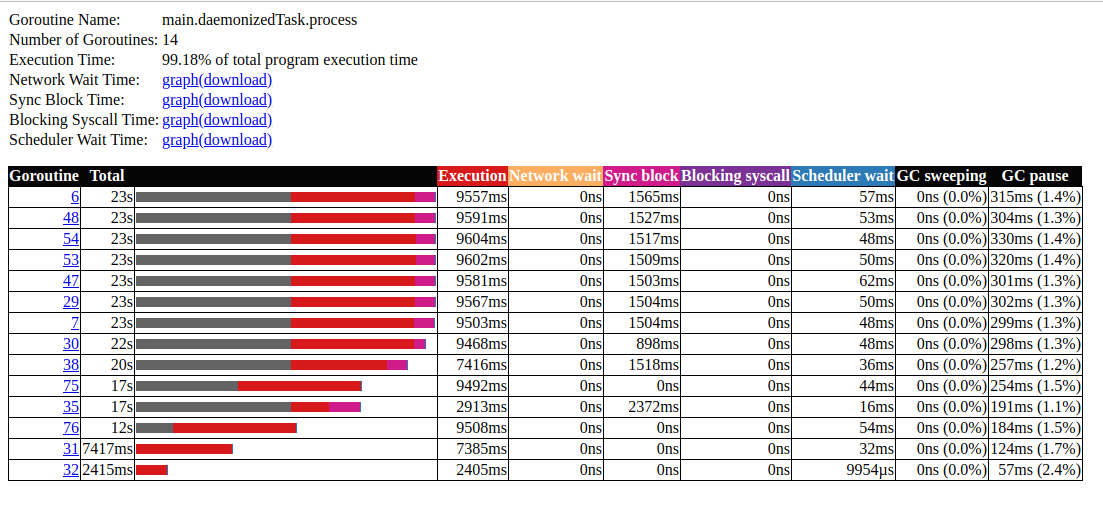 Goroutine Name: main.daemonizedTask.process
Number of Goroutines: 14
Execution Time: 99.18% of total program execution time
Network Wait Time: graph(download)
Sync Block Time: graph(download)
Blocking Syscall Time: graph(download)
Scheduler Wait Time: graph(download)
Goroutine Total Execution Network wait Sync block Blocking syscall Scheduler wait GC sweeping GC pause
6 23s 9557ms 0ns 1565ms 0ns 57ms 0ns (0.0%) 315ms (1.4%)
48 23s 9591ms 0ns 1527ms 0ns 53ms 0ns (0.0%) 304ms (1.3%)
54 23s 9604ms 0ns 1517ms 0ns 48ms 0ns (0.0%) 330ms (1.4%)
53 23s 9602ms 0ns 1509ms 0ns 50ms 0ns (0.0%) 320ms (1.4%)
47 23s 9581ms 0ns 1503ms 0ns 62ms 0ns (0.0%) 301ms (1.3%)
29 23s 9567ms 0ns 1504ms 0ns 50ms 0ns (0.0%) 302ms (1.3%)
7 23s 9503ms 0ns 1504ms 0ns 48ms 0ns (0.0%) 299ms (1.3%)
30 22s 9468ms 0ns 898ms 0ns 48ms 0ns (0.0%) 298ms (1.3%)
38 20s 7416ms 0ns 1518ms 0ns 36ms 0ns (0.0%) 257ms (1.2%)
75 17s 9492ms 0ns 0ns 0ns 44ms 0ns (0.0%) 254ms (1.5%)
35 17s 2913ms 0ns 2372ms 0ns 16ms 0ns (0.0%) 191ms (1.1%)
76 12s 9508ms 0ns 0ns 0ns 54ms 0ns (0.0%) 184ms (1.5%)
31 7417ms 7385ms 0ns 0ns 0ns 32ms 0ns (0.0%) 124ms (1.7%)
32 2415ms 2405ms 0ns 0ns 0ns 9954µs 0ns (0.0%) 57ms (2.4%)